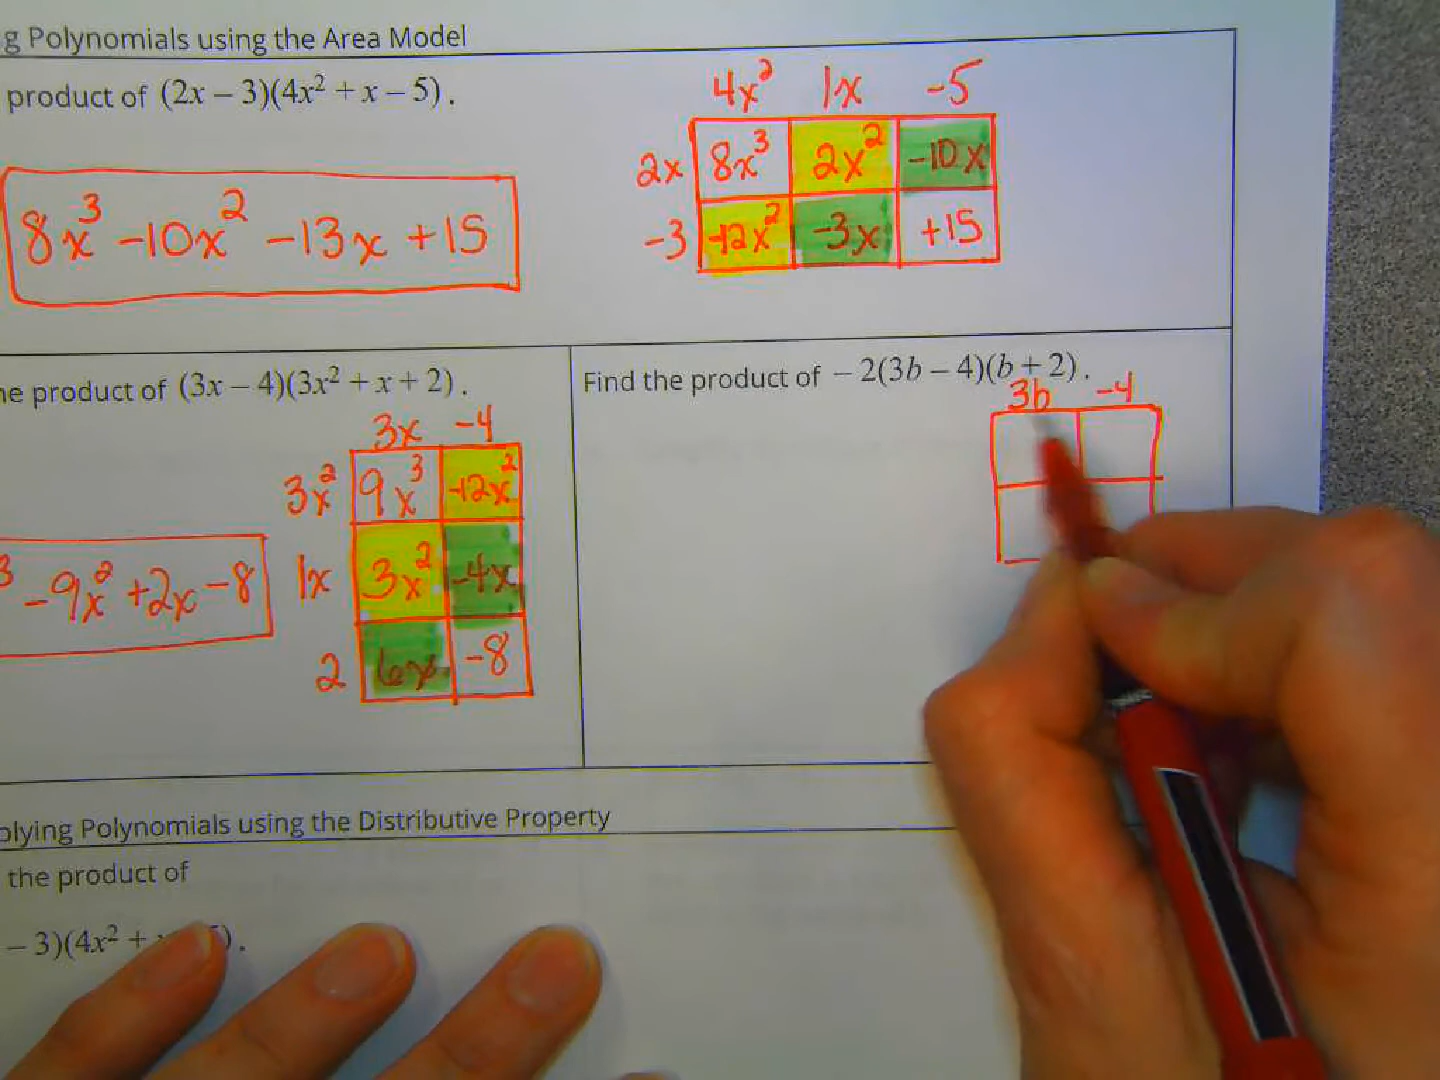 g Polynomials using the Area Model
product of (2x − 3)(4x² + x − 5).
4x² 1x -5
2x 8x³ 2x² -10x
-3 -12x² -3x +15
8x³ -10x² -13x +15
he product of (3x − 4)(3x² + x + 2).
3x -4
3x² 9x³ -12x²
1x 3x² -4x
2 6x -8
³ -9x² +2x -8
Find the product of − 2(3b − 4)(b + 2).
3b -4
olying Polynomials using the Distributive Property
the product of
− 3)(4x² + ).